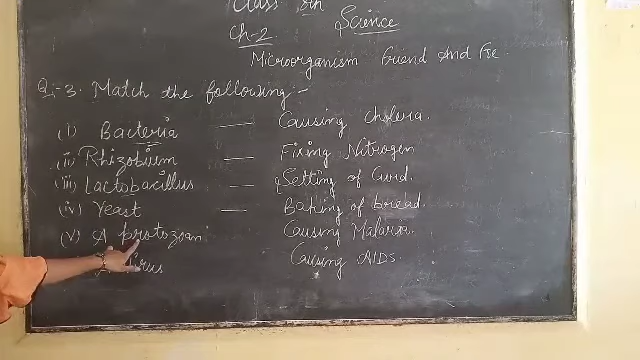 Class 8th
Ch-2 Science
Microorganism Friend And Foe.
Q:-3. Match the following:-
(i) Bacteria — Causing Cholera.
(ii) Rhizobium — Fixing Nitrogen
(iii) Lactobacillus — Setting of Curd.
(iv) Yeast — Baking of bread.
(v) A protozoan Causing Malaria.
Causing AIDS.